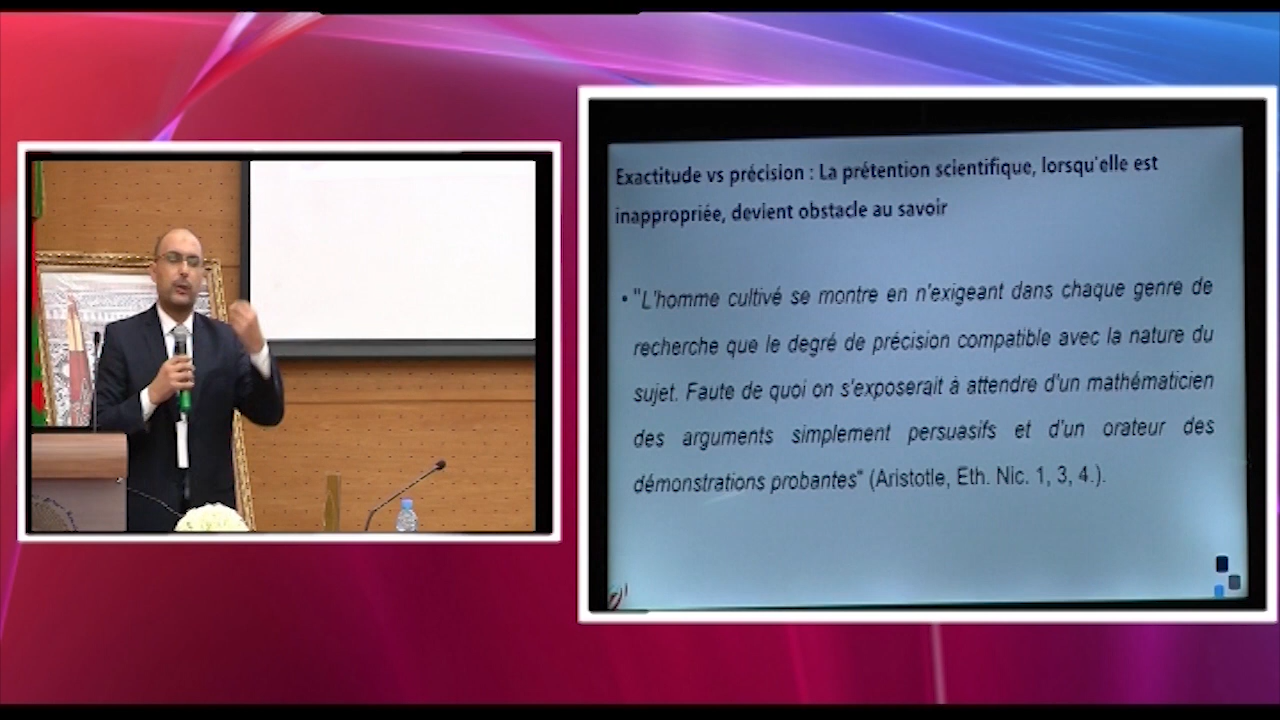 Exactitude vs précision : La prétention scientifique, lorsqu'elle est
inappropriée, devient obstacle au savoir
• "L'homme cultivé se montre en n'exigeant dans chaque genre de
recherche que le degré de précision compatible avec la nature du
sujet. Faute de quoi on s'exposerait à attendre d'un mathématicien
des arguments simplement persuasifs et d'un orateur des
démonstrations probantes" (Aristotle, Eth. Nic. 1, 3, 4.).